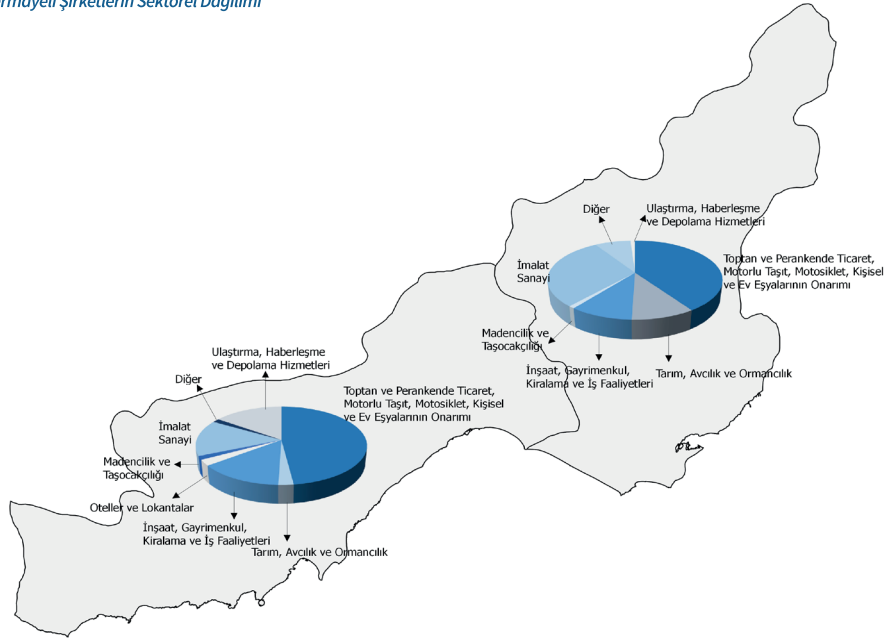 Şirketlerin Sektörel Dağılımı
Diğer
Ulaştırma, Haberleşme
ve Depolama Hizmetleri
İmalat
Sanayi
Toptan ve Perankende Ticaret,
Motorlu Taşıt, Motosiklet, Kişisel
ve Ev Eşyalarının Onarımı
Madencilik ve
Taşocakçılığı
İnşaat, Gayrimenkul,
Kiralama ve İş Faaliyetleri
Tarım, Avcılık ve Ormancılık
Ulaştırma, Haberleşme
ve Depolama Hizmetleri
Diğer
Toptan ve Perankende Ticaret,
Motorlu Taşıt, Motosiklet, Kişisel
ve Ev Eşyalarının Onarımı
İmalat
Sanayi
Madencilik ve
Taşocakçılığı
Oteller ve Lokantalar
İnşaat, Gayrimenkul,
Kiralama ve İş Faaliyetleri
Tarım, Avcılık ve Ormancılık